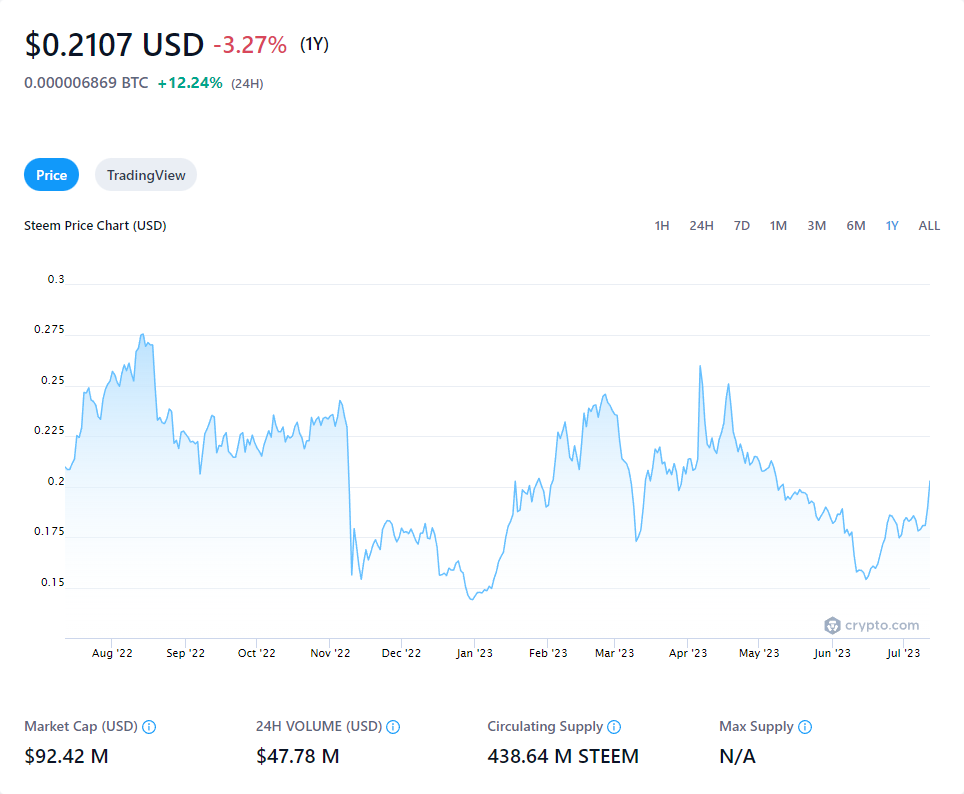 $0.2107 USD -3.27% (1Y)
0.000006869 BTC +12.24% (24H)
Price TradingView
Steem Price Chart (USD) 1H 24H 7D 1M 3M 6M 1Y ALL
0.3
0.275
0.25
0.225
0.2
0.175
0.15
crypto.com
Aug '22 Sep '22 Oct '22 Nov '22 Dec '22 Jan '23 Feb '23 Mar '23 Apr '23 May '23 Jun '23 Jul '23
Market Cap (USD) 24H VOLUME (USD) Circulating Supply Max Supply
$92.42 M $47.78 M 438.64 M STEEM N/A